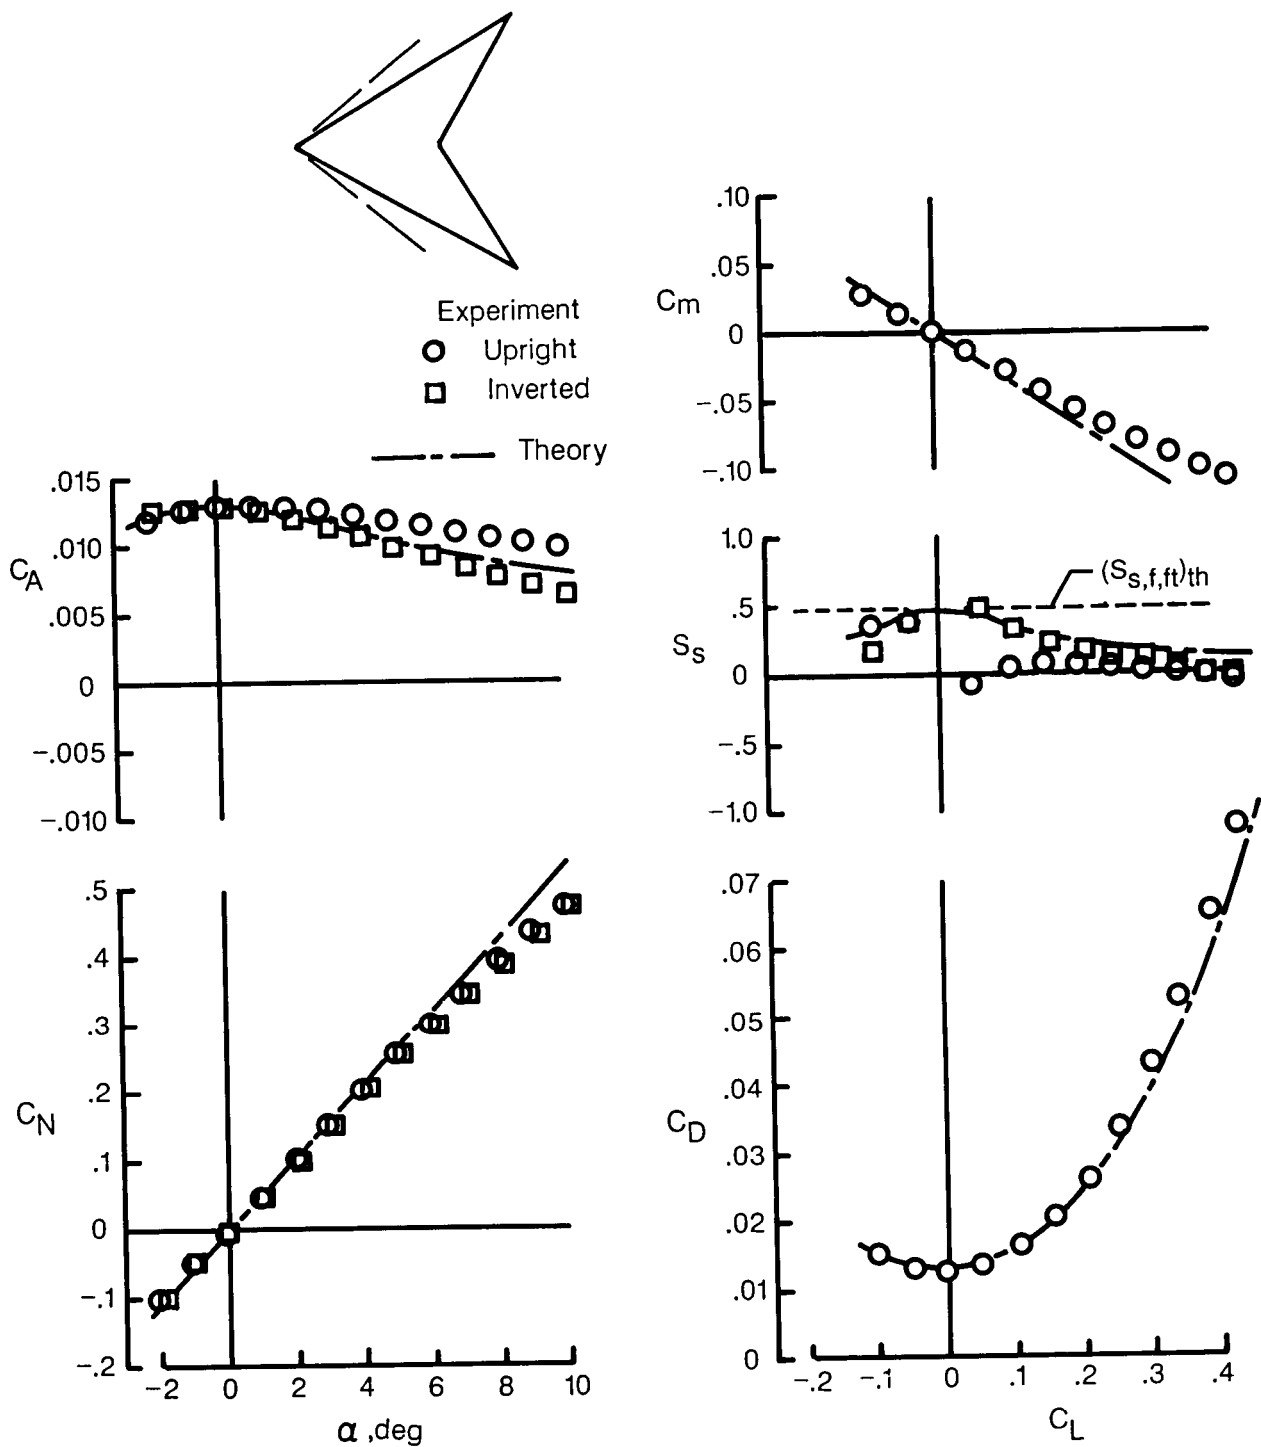 Experiment
Upright
Inverted
Theory
.015
.010
.005
0
-.005
-.010
C_A
.5
.4
.3
.2
.1
0
-.1
-.2
C_N
-2 0 2 4 6 8 10
α ,deg
.10
.05
0
-.05
-.10
C_m
1.0
.5
0
-.5
-1.0
S_s
(S_s,f,ft)_th
.07
.06
.05
.04
.03
.02
.01
0
C_D
-.2 -.1 0 .1 .2 .3 .4
C_L